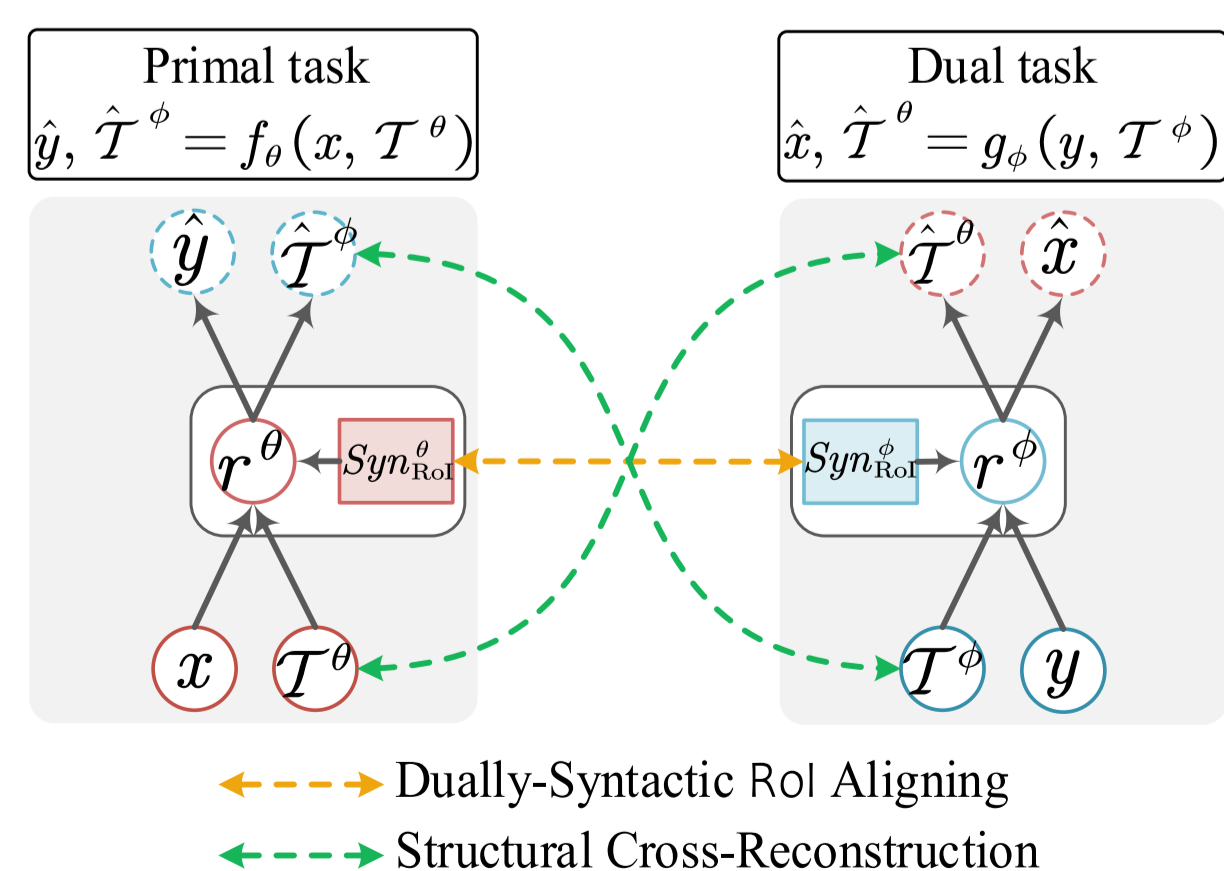 Primal task
ŷ, 𝒯̂^ϕ = f_θ(x, 𝒯^θ)
Dual task
x̂, 𝒯̂^θ = g_ϕ(y, 𝒯^ϕ)
ŷ 𝒯̂^ϕ 𝒯̂^θ x̂
r^θ Syn^θ_RoI Syn^ϕ_RoI r^ϕ
x 𝒯^θ 𝒯^ϕ y
Dually-Syntactic RoI Aligning
Structural Cross-Reconstruction